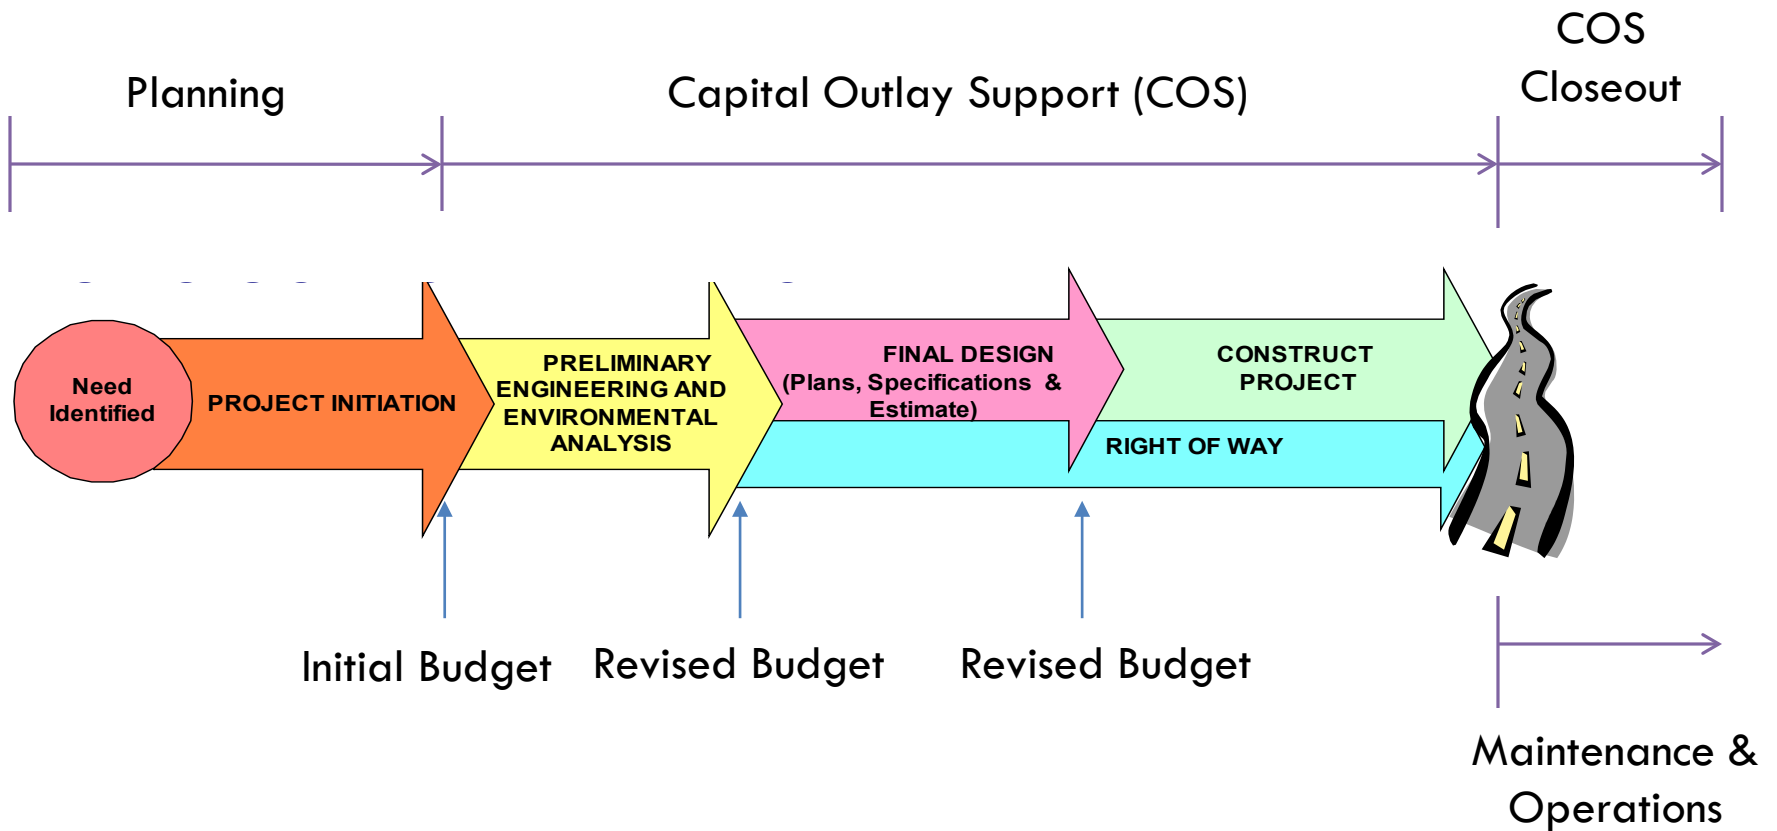 Planning
Capital Outlay Support (COS)
COS
Closeout
Need
Identified
PROJECT INITIATION
PRELIMINARY
ENGINEERING AND
ENVIRONMENTAL
ANALYSIS
FINAL DESIGN
(Plans, Specifications &
Estimate)
CONSTRUCT
PROJECT
RIGHT OF WAY
Initial Budget
Revised Budget
Revised Budget
Maintenance &
Operations